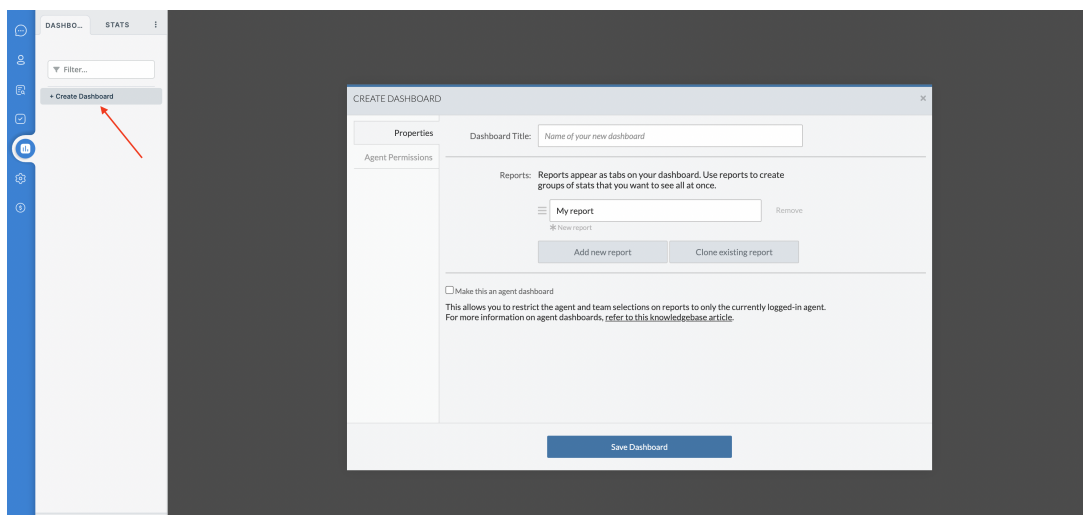 DASHBO...
STATS
Filter...
+ Create Dashboard
CREATE DASHBOARD
×
Properties
Agent Permissions
Dashboard Title:
Name of your new dashboard
Reports:
Reports appear as tabs on your dashboard. Use reports to create
groups of stats that you want to see all at once.
My report
Remove
✱ New report
Add new report
Clone existing report
Make this an agent dashboard
This allows you to restrict the agent and team selections on reports to only the currently logged-in agent.
For more information on agent dashboards, refer to this knowledgebase article.
Save Dashboard